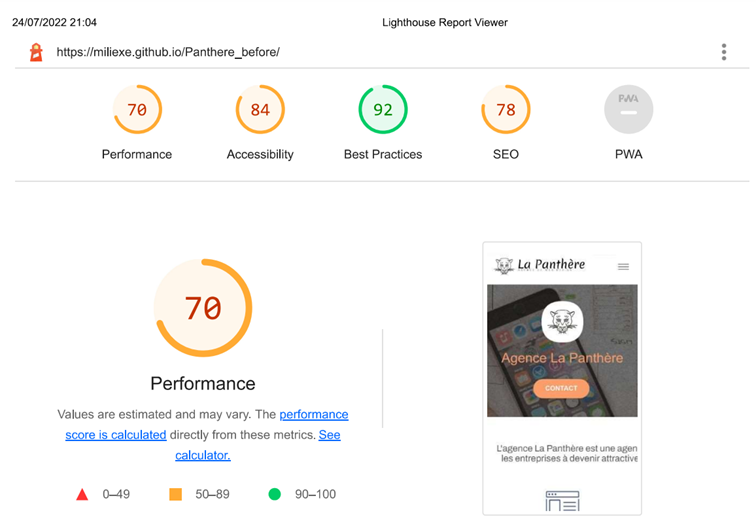 24/07/2022 21:04 Lighthouse Report Viewer
https://miliexe.github.io/Panthere_before/
70 84 92 78 PWA
Performance Accessibility Best Practices SEO PWA
70
Performance
Values are estimated and may vary. The performance
score is calculated directly from these metrics. See
calculator.
0–49 50–89 90–100
La Panthère
Agence La Panthère
CONTACT
L'agence La Panthère est une agen
les entreprises à devenir attractive